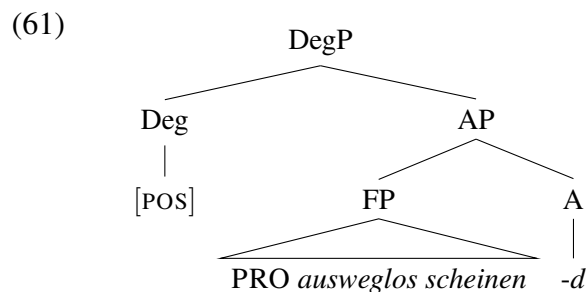 (61)
DegP
Deg AP
[POS] FP A
PRO ausweglos scheinen -d